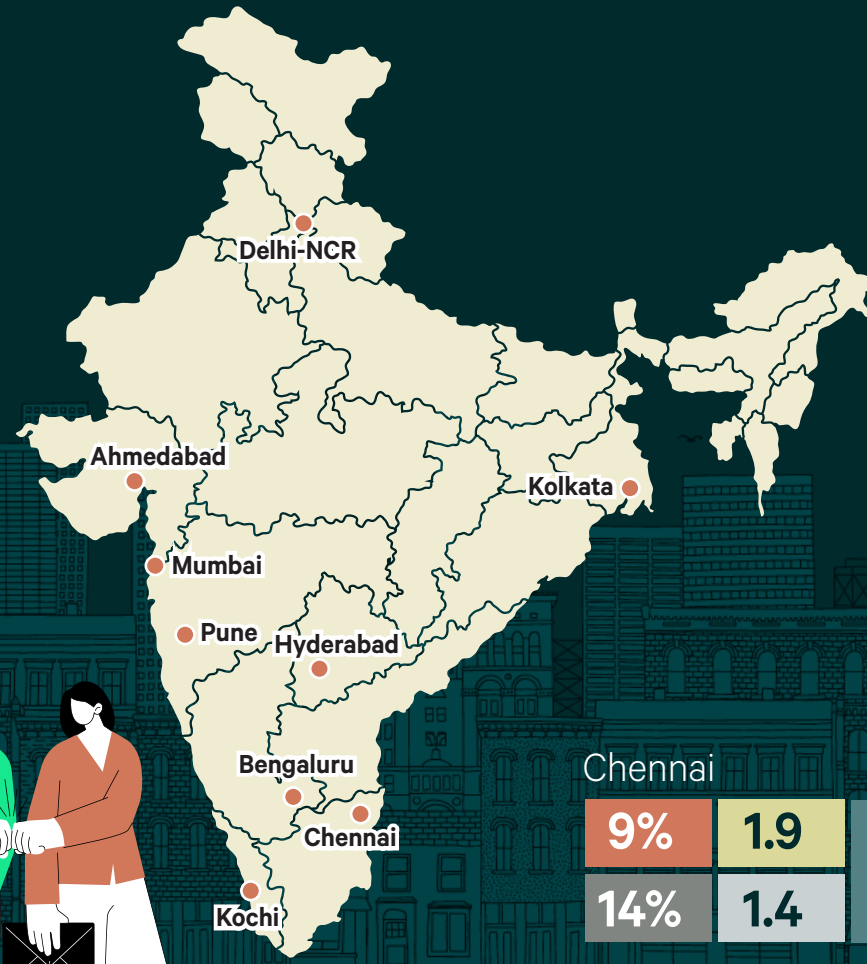 Delhi-NCR
Ahmedabad
Kolkata
Mumbai
Pune
Hyderabad
Bengaluru
Chennai
Kochi
Chennai
9% 1.9
14% 1.4